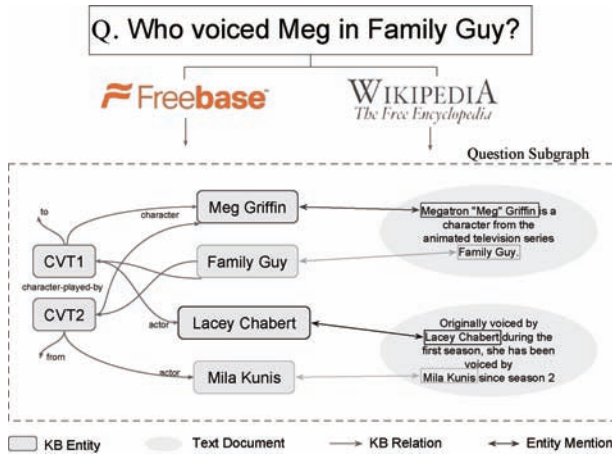 Q. Who voiced Meg in Family Guy?
Freebase
WIKIPEDIA
The Free Encyclopedia
Question Subgraph
to
character
Meg Griffin
Megatron "Meg" Griffin is a
character from the
animated television series
Family Guy.
CVT1
Family Guy
character-played-by
CVT2
actor
Lacey Chabert
Originally voiced by
Lacey Chabert during the
first season, she has been
voiced by
Mila Kunis since season 2
from
actor
Mila Kunis
KB Entity
Text Document
KB Relation
Entity Mention